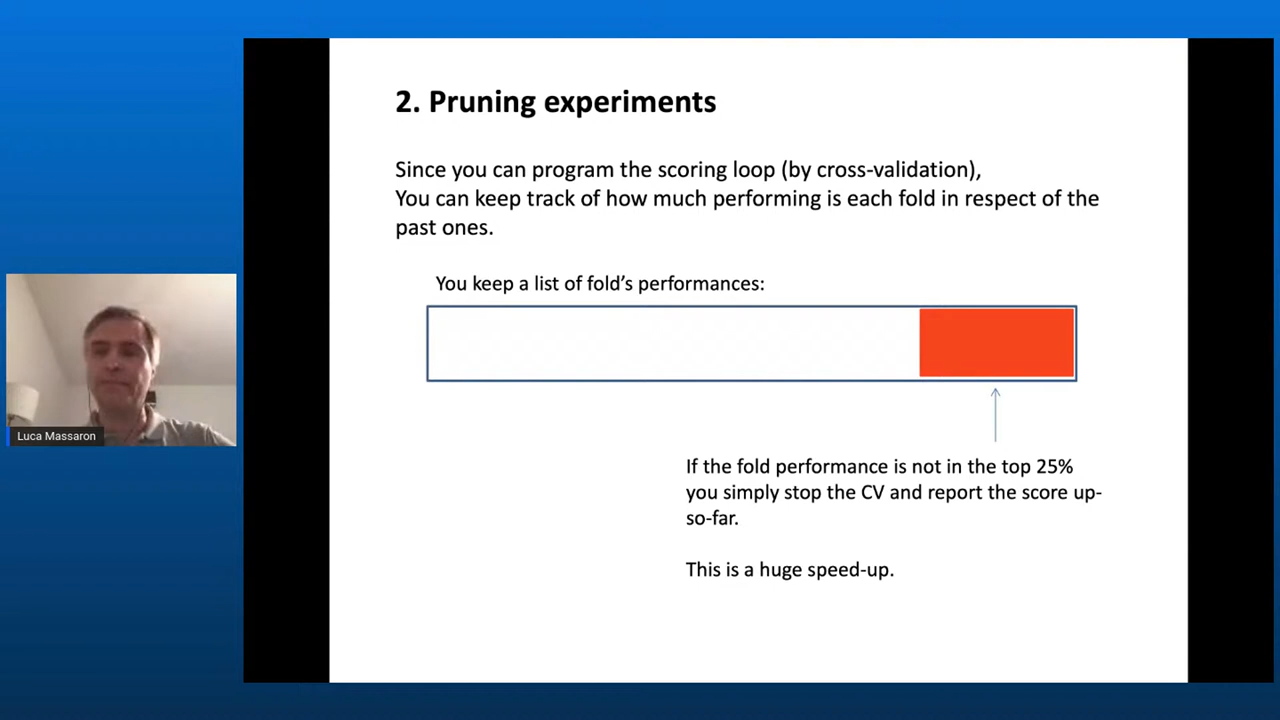 2. Pruning experiments
Since you can program the scoring loop (by cross-validation),
You can keep track of how much performing is each fold in respect of the
past ones.
You keep a list of fold’s performances:
If the fold performance is not in the top 25%
you simply stop the CV and report the score up-
so-far.
This is a huge speed-up.
Luca Massaron